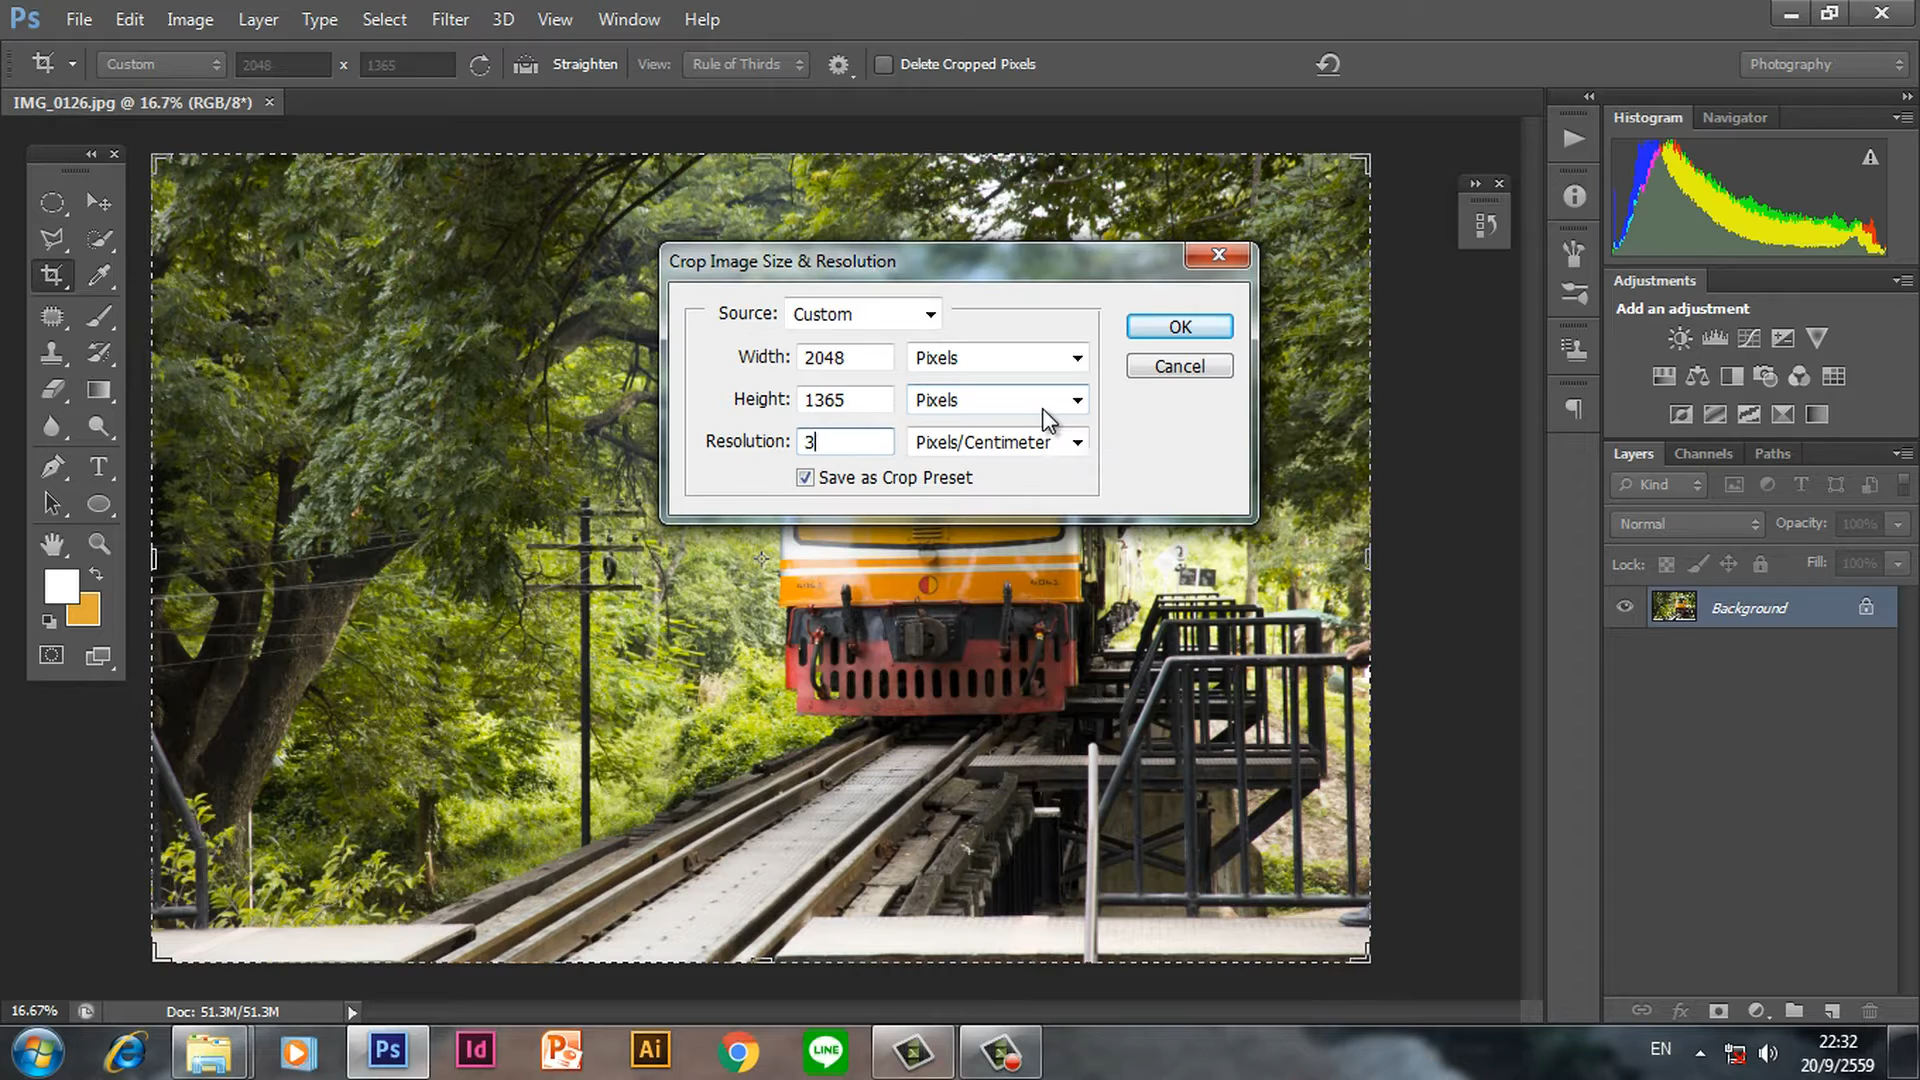 Ps File Edit Image Layer Type Select Filter 3D View Window Help
Custom 2048 x 1365 Straighten View: Rule of Thirds Delete Cropped Pixels Photography
IMG_0126.jpg @ 16.7% (RGB/8*) ×
Histogram Navigator
Crop Image Size & Resolution
Source: Custom
Width: 2048 Pixels
Height: 1365 Pixels
Resolution: 3 Pixels/Centimeter
Save as Crop Preset
OK
Cancel
Adjustments
Add an adjustment
Layers Channels Paths
Kind
Normal Opacity: 100%
Lock: Fill: 100%
Background
16.67% Doc: 51.3M/51.3M
Ps Id Ai LINE EN 22:32
20/9/2559